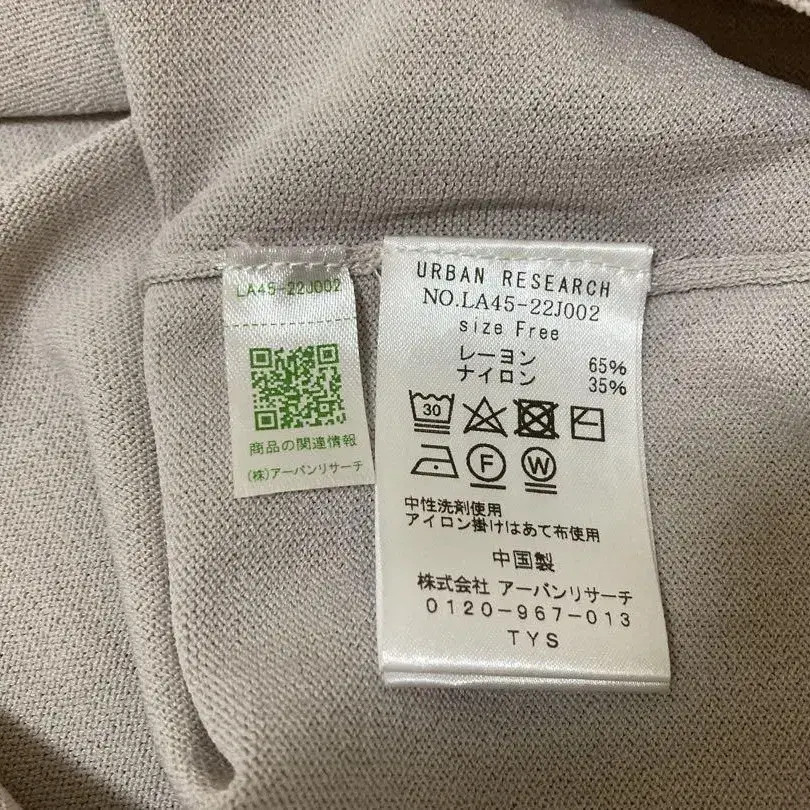 LA45-22J002
商品の関連情報
(株)アーバンリサーチ
URBAN RESEARCH
NO.LA45-22J002
size Free
レーヨン 65%
ナイロン 35%
30
F
W
中性洗剤使用
アイロン掛けはあて布使用
中国製
株式会社 アーバンリサーチ
0120-967-013
TYS